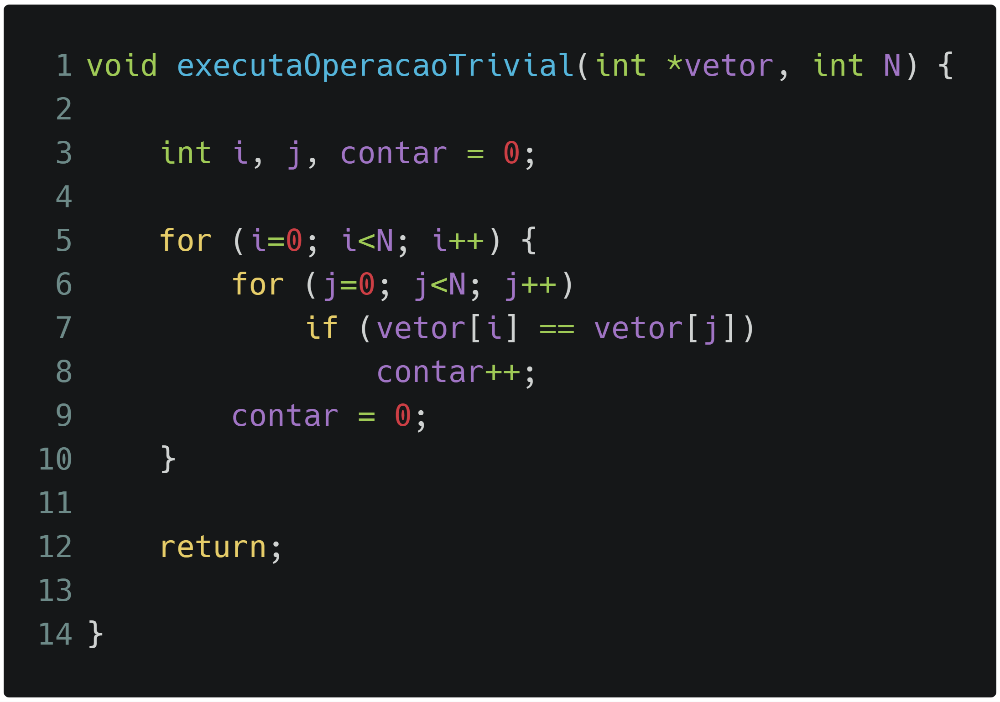 1 void executaOperacaoTrivial(int *vetor, int N) {
2
3     int i, j, contar = 0;
4
5     for (i=0; i<N; i++) {
6         for (j=0; j<N; j++)
7             if (vetor[i] == vetor[j])
8                 contar++;
9         contar = 0;
10     }
11
12     return;
13
14 }